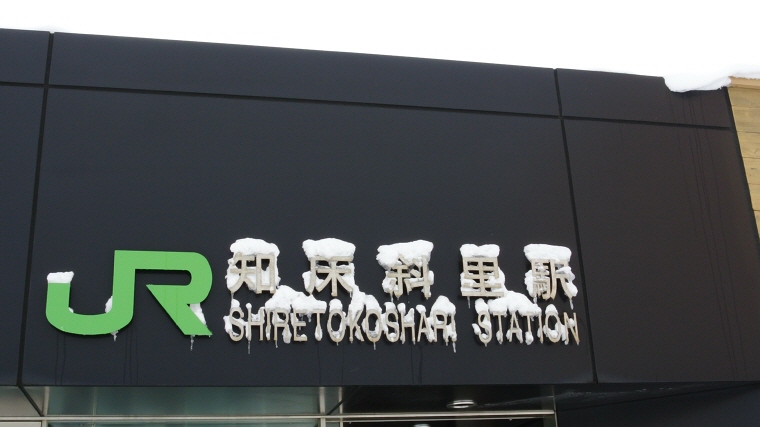 JR 知床斜里駅
SHIRETOKOSHARI STATION